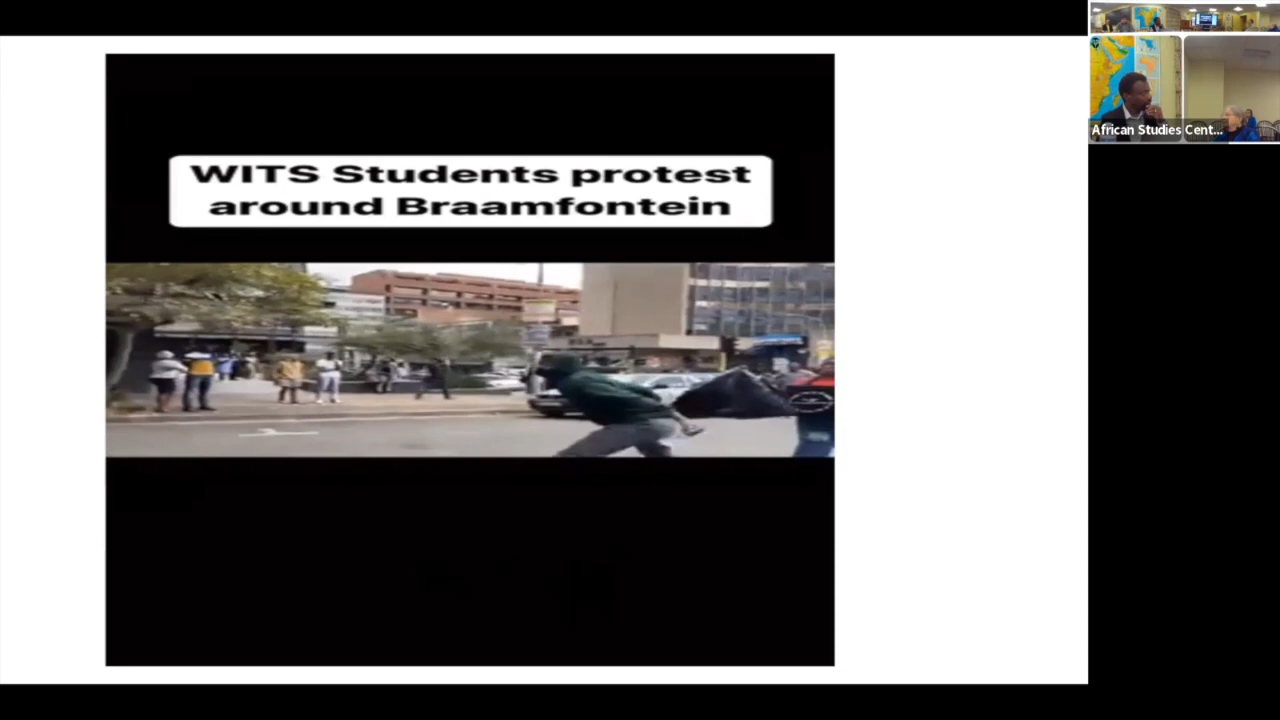 WITS Students protest
around Braamfontein
African Studies Cent...